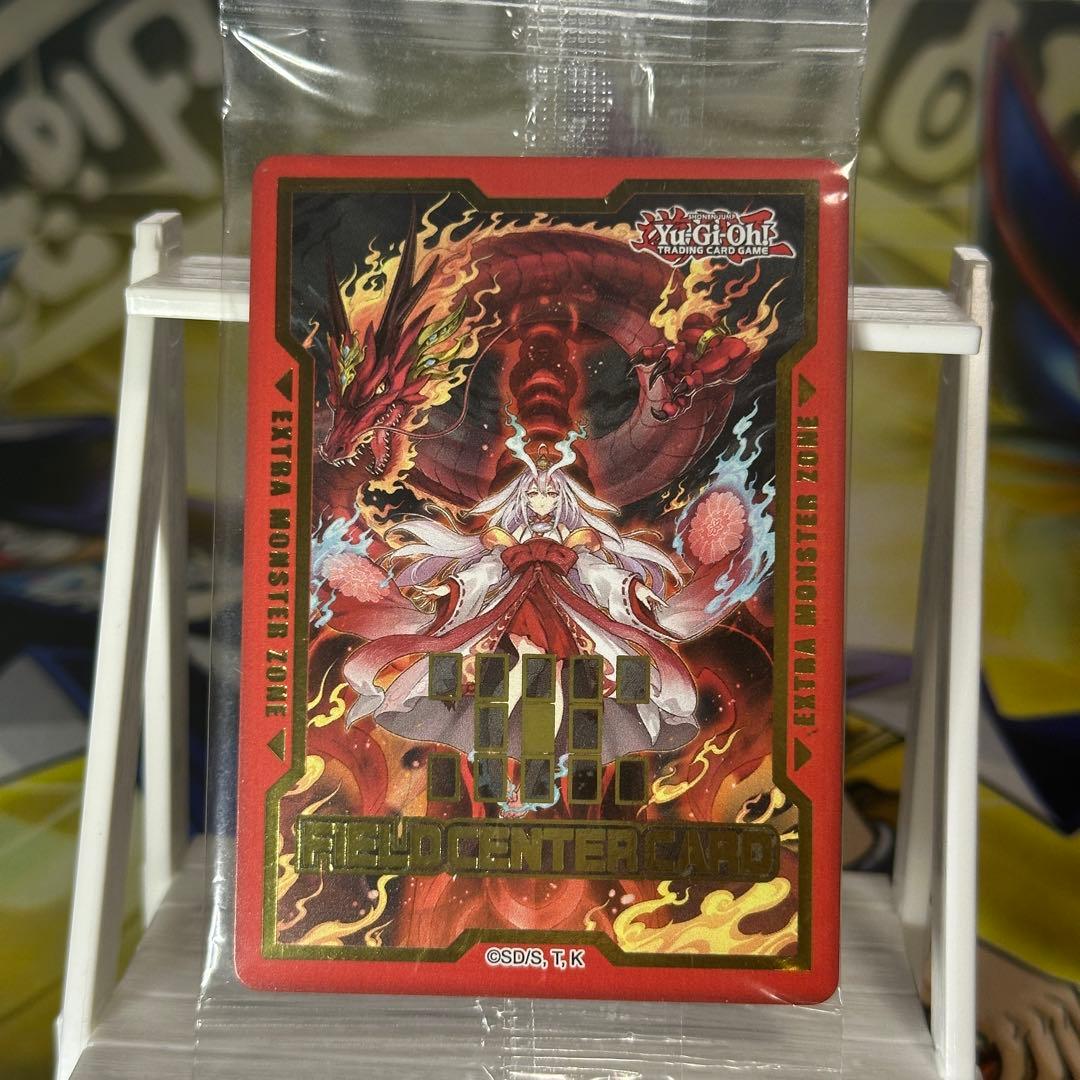 SHONEN JUMP
Yu-Gi-Oh!
TRADING CARD GAME
EXTRA MONSTER ZONE
EXTRA MONSTER ZONE
FIELD CENTER CARD
©SD/S, T, K